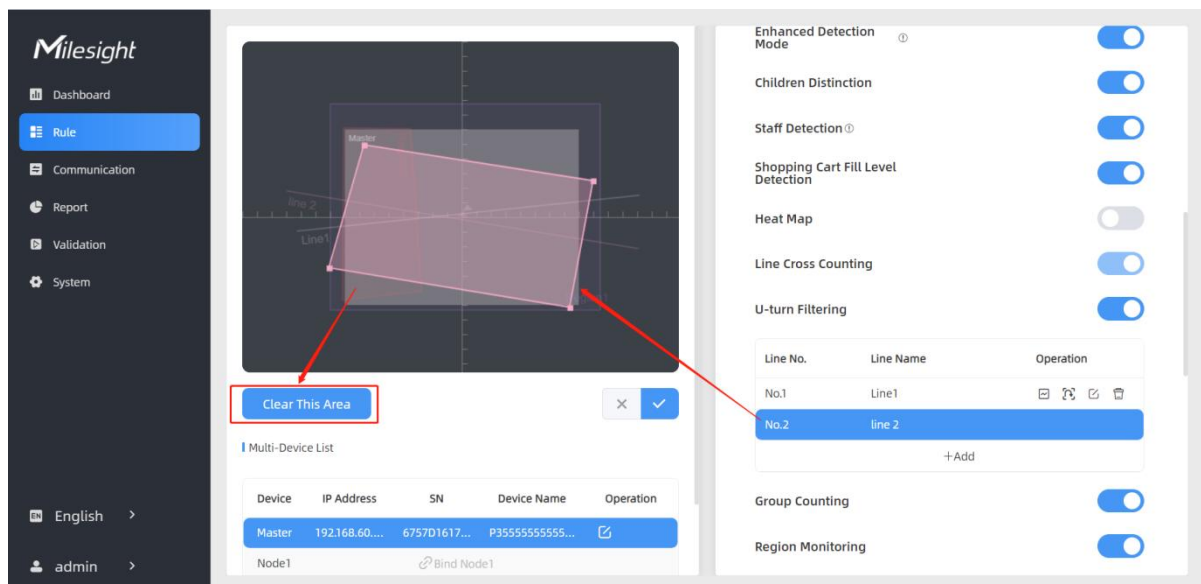 Milesight
Dashboard
Rule
Communication
Report
Validation
System
EN English >
admin >
Master
line 2
Line1
Clear This Area
Multi-Device List
Device IP Address SN Device Name Operation
Master 192.168.60.... 6757D1617... P35555555555...
Node1 Bind Node1
Enhanced Detection
Mode
Children Distinction
Staff Detection
Shopping Cart Fill Level
Detection
Heat Map
Line Cross Counting
U-turn Filtering
Line No. Line Name Operation
No.1 Line1
No.2 line 2
+Add
Group Counting
Region Monitoring